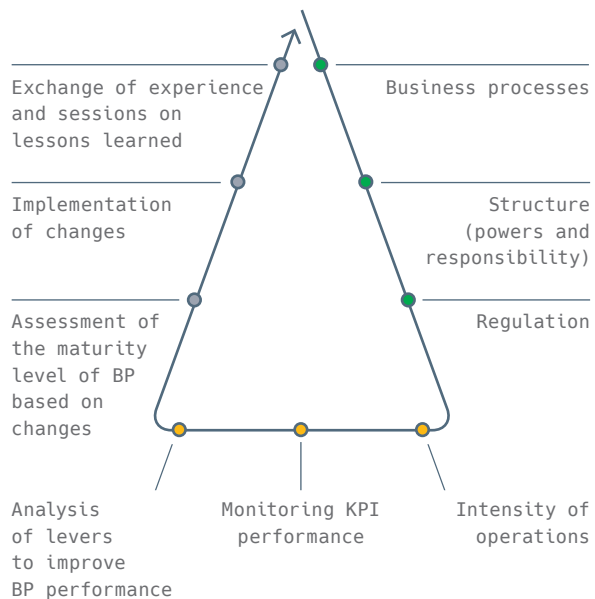 Exchange of experience
and sessions on
lessons learned
Business processes
Implementation
of changes
Structure
(powers and
responsibility)
Assessment of
the maturity
level of BP
based on
changes
Regulation
Analysis
of levers
to improve
BP performance
Monitoring KPI
performance
Intensity of
operations